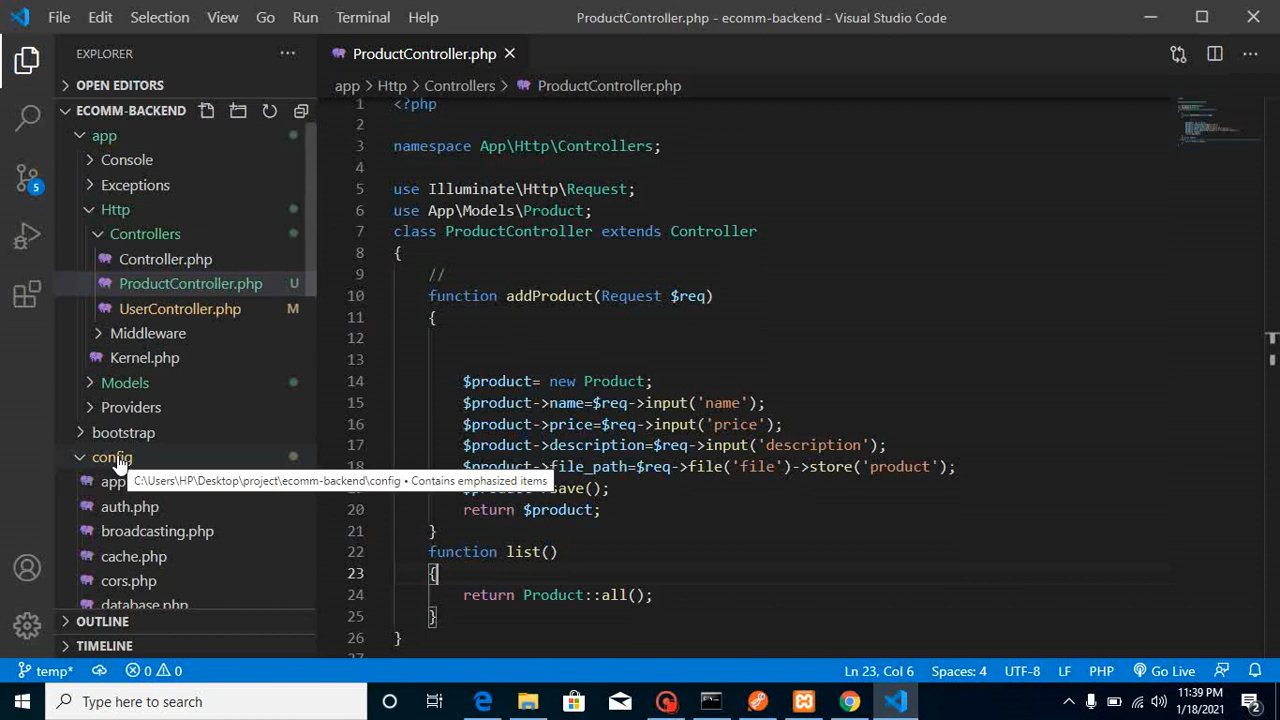 File Edit Selection View Go Run Terminal Help
ProductController.php - ecomm-backend - Visual Studio Code
EXPLORER
OPEN EDITORS
ECOMM-BACKEND
app
Console
Exceptions
Http
Controllers
Controller.php
ProductController.php U
UserController.php M
Middleware
Kernel.php
Models
Providers
bootstrap
config
app
auth.php
broadcasting.php
cache.php
cors.php
database.php
OUTLINE
TIMELINE
5
C:\Users\HP\Desktop\project\ecomm-backend\config • Contains emphasized items
ProductController.php
app > Http > Controllers > ProductController.php
1 <?php
2
3 namespace App\Http\Controllers;
4
5 use Illuminate\Http\Request;
6 use App\Models\Product;
7 class ProductController extends Controller
8 {
9 //
10 function addProduct(Request $req)
11 {
12
13
14 $product= new Product;
15 $product->name=$req->input('name');
16 $product->price=$req->input('price');
17 $product->description=$req->input('description');
18 $product->file_path=$req->file('file')->store('product');
save();
20 return $product;
21 }
22 function list()
23 {
24 return Product::all();
25 }
26 }
27
temp* 0 0
Ln 23, Col 6 Spaces: 4 UTF-8 LF PHP Go Live
Type here to search
11:39 PM
1/18/2021
2